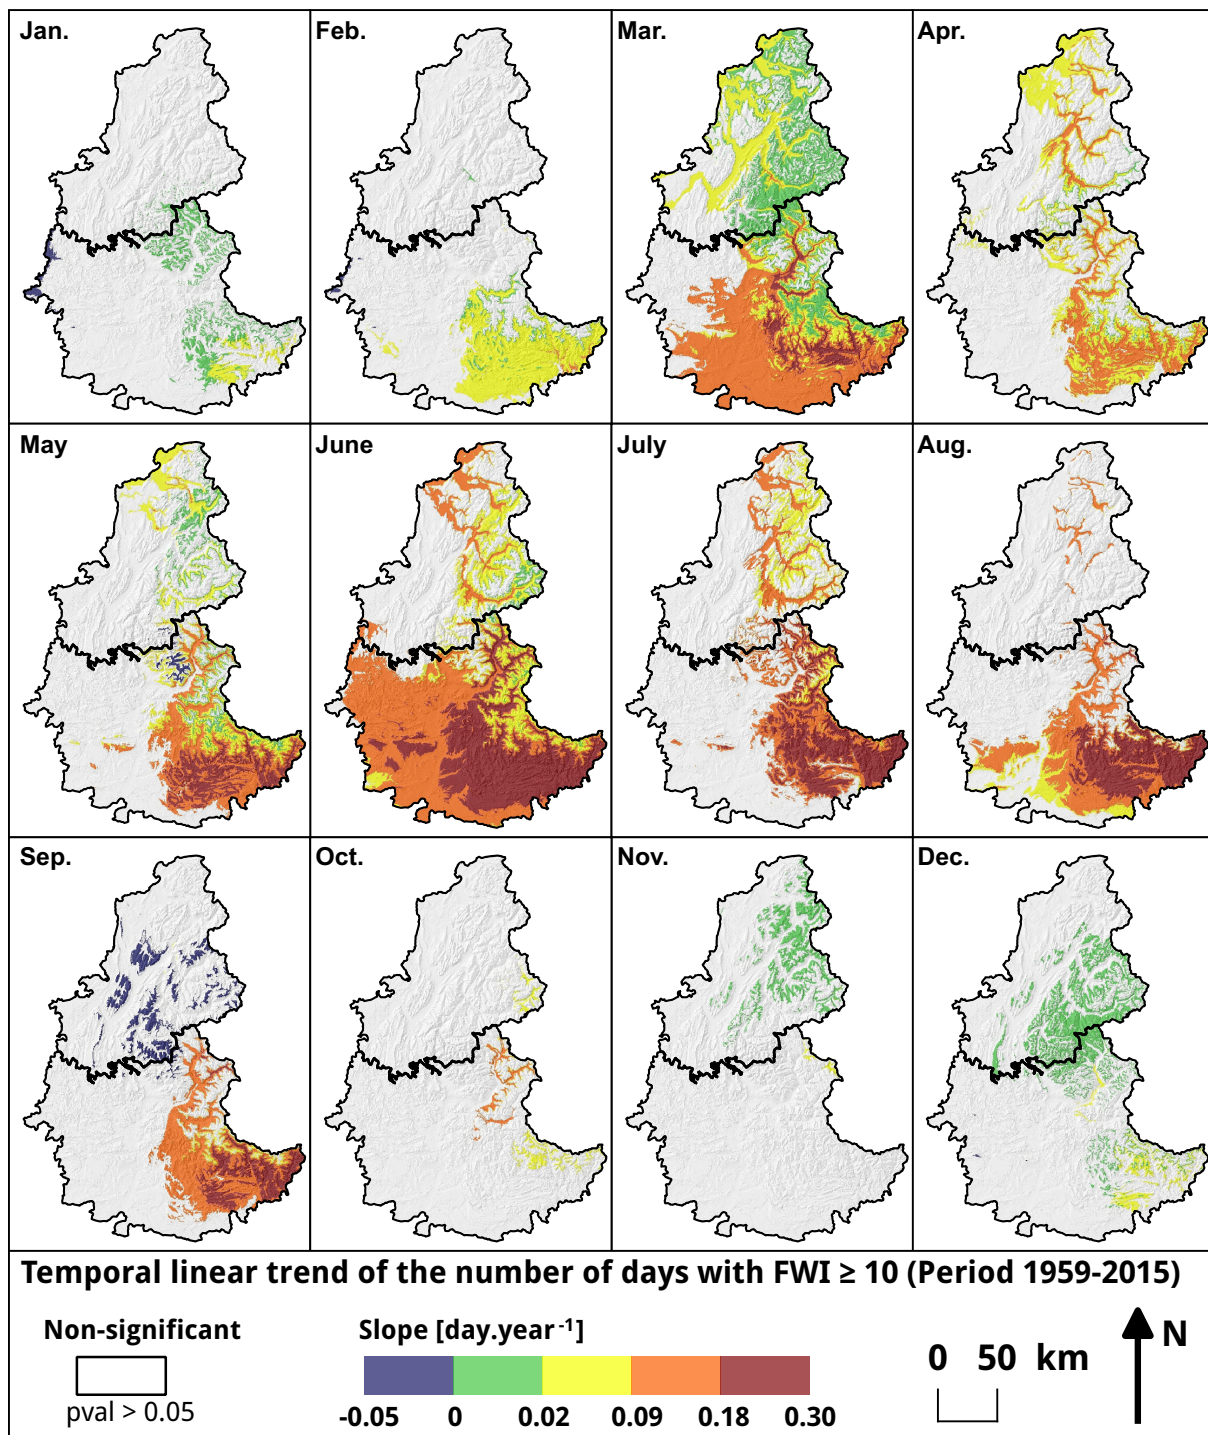 Jan.
Feb.
Mar.
Apr.
May
June
July
Aug.
Sep.
Oct.
Nov.
Dec.
Temporal linear trend of the number of days with FWI ≥ 10 (Period 1959-2015)
Non-significant
pval > 0.05
Slope [day.year⁻¹]
-0.05 0 0.02 0.09 0.18 0.30
0 50 km
N